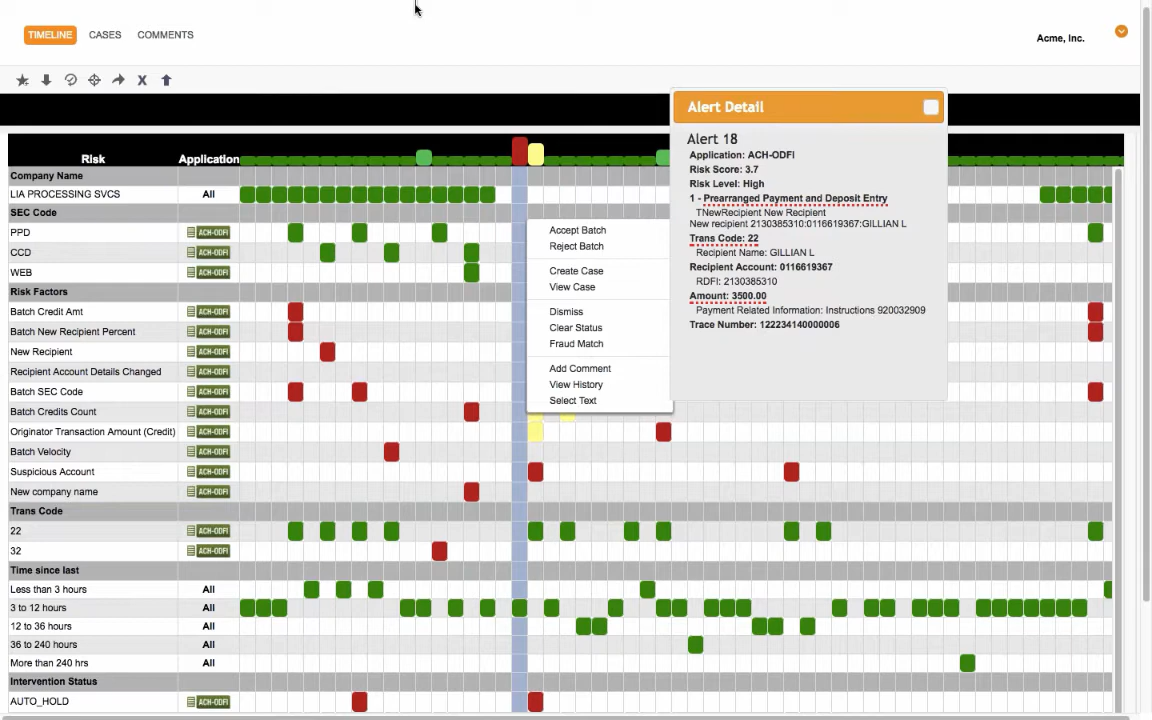 TIMELINE CASES COMMENTS
Acme, Inc.
X
Risk Application
Company Name
LIA PROCESSING SVCS All
SEC Code
PPD ACH-ODFI
CCD ACH-ODFI
WEB ACH-ODFI
Risk Factors
Batch Credit Amt ACH-ODFI
Batch New Recipient Percent ACH-ODFI
New Recipient ACH-ODFI
Recipient Account Details Changed ACH-ODFI
Batch SEC Code ACH-ODFI
Batch Credits Count ACH-ODFI
Originator Transaction Amount (Credit) ACH-ODFI
Batch Velocity ACH-ODFI
Suspicious Account ACH-ODFI
New company name ACH-ODFI
Trans Code
22 ACH-ODFI
32 ACH-ODFI
Time since last
Less than 3 hours All
3 to 12 hours All
12 to 36 hours All
36 to 240 hours All
More than 240 hrs All
Intervention Status
AUTO_HOLD ACH-ODFI
Accept Batch
Reject Batch
Create Case
View Case
Dismiss
Clear Status
Fraud Match
Add Comment
View History
Select Text
Alert Detail
Alert 18
Application: ACH-ODFI
Risk Score: 3.7
Risk Level: High
1 - Prearranged Payment and Deposit Entry
TNewRecipient New Recipient
New recipient 2130385310:0116619367:GILLIAN L
Trans Code: 22
Recipient Name: GILLIAN L
Recipient Account: 0116619367
RDFI: 2130385310
Amount: 3500.00
Payment Related Information: Instructions 920032909
Trace Number: 122234140000006